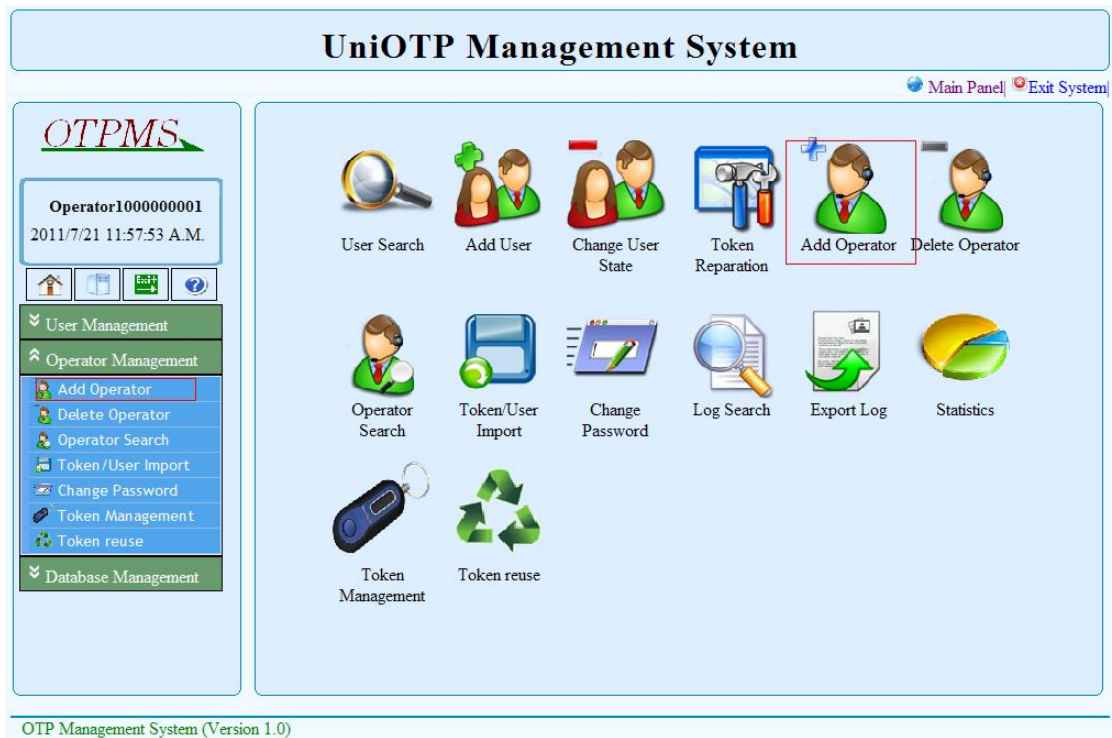 UniOTP Management System
Main Panel| Exit System|
OTPMS
Operator1000000001
2011/7/21 11:57:53 A.M.
Exit
User Management
Operator Management
Add Operator
Delete Operator
Operator Search
Token/User Import
Change Password
Token Management
Token reuse
Database Management
User Search
Add User
Change User
State
Token
Reparation
Add Operator
Delete Operator
Operator
Search
Token/User
Import
Change
Password
Log Search
Export Log
Statistics
Token
Management
Token reuse
OTP Management System (Version 1.0)